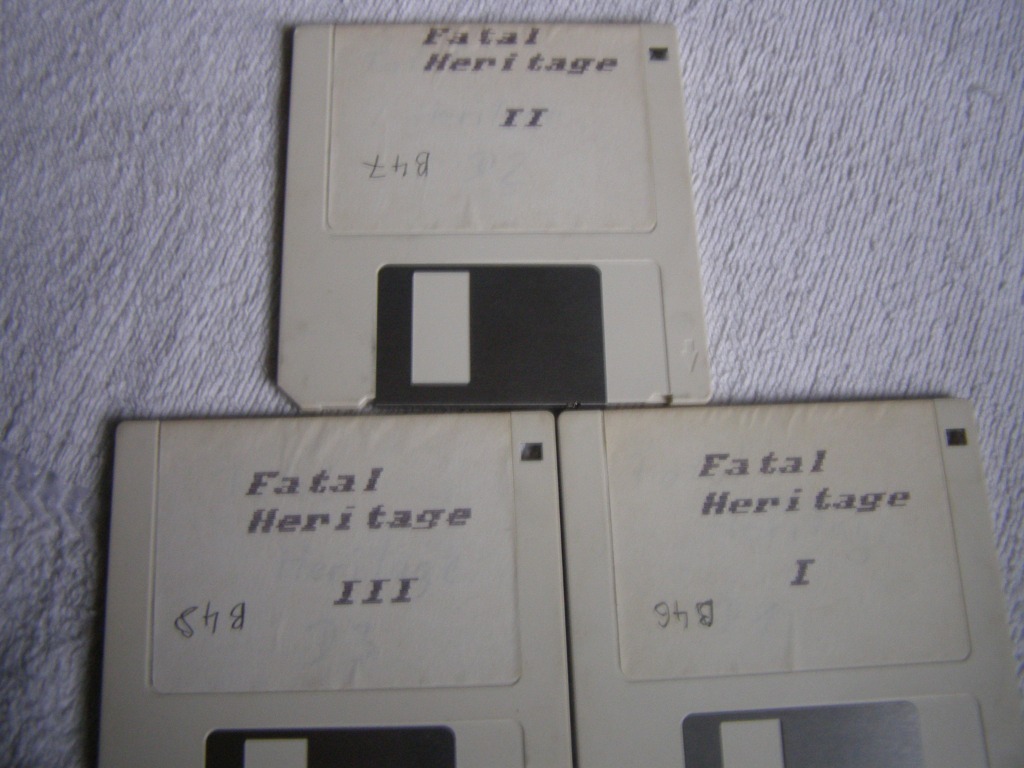 Fatal
Heritage
II
B47
Fatal
Heritage
III
B48
Fatal
Heritage
I
B46